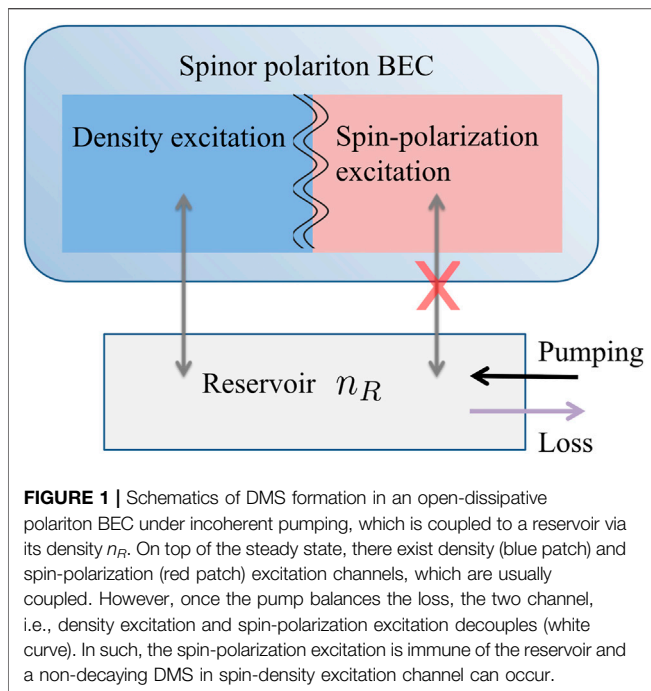 Spinor polariton BEC
Density excitation
Spin-polarization
excitation
X
Pumping
Reservoir n_R
Loss
FIGURE 1 | Schematics of DMS formation in an open-dissipative
polariton BEC under incoherent pumping, which is coupled to a reservoir via
its density n_R. On top of the steady state, there exist density (blue patch) and
spin-polarization (red patch) excitation channels, which are usually
coupled. However, once the pump balances the loss, the two channel,
i.e., density excitation and spin-polarization excitation decouples (white
curve). In such, the spin-polarization excitation is immune of the reservoir and
a non-decaying DMS in spin-density excitation channel can occur.